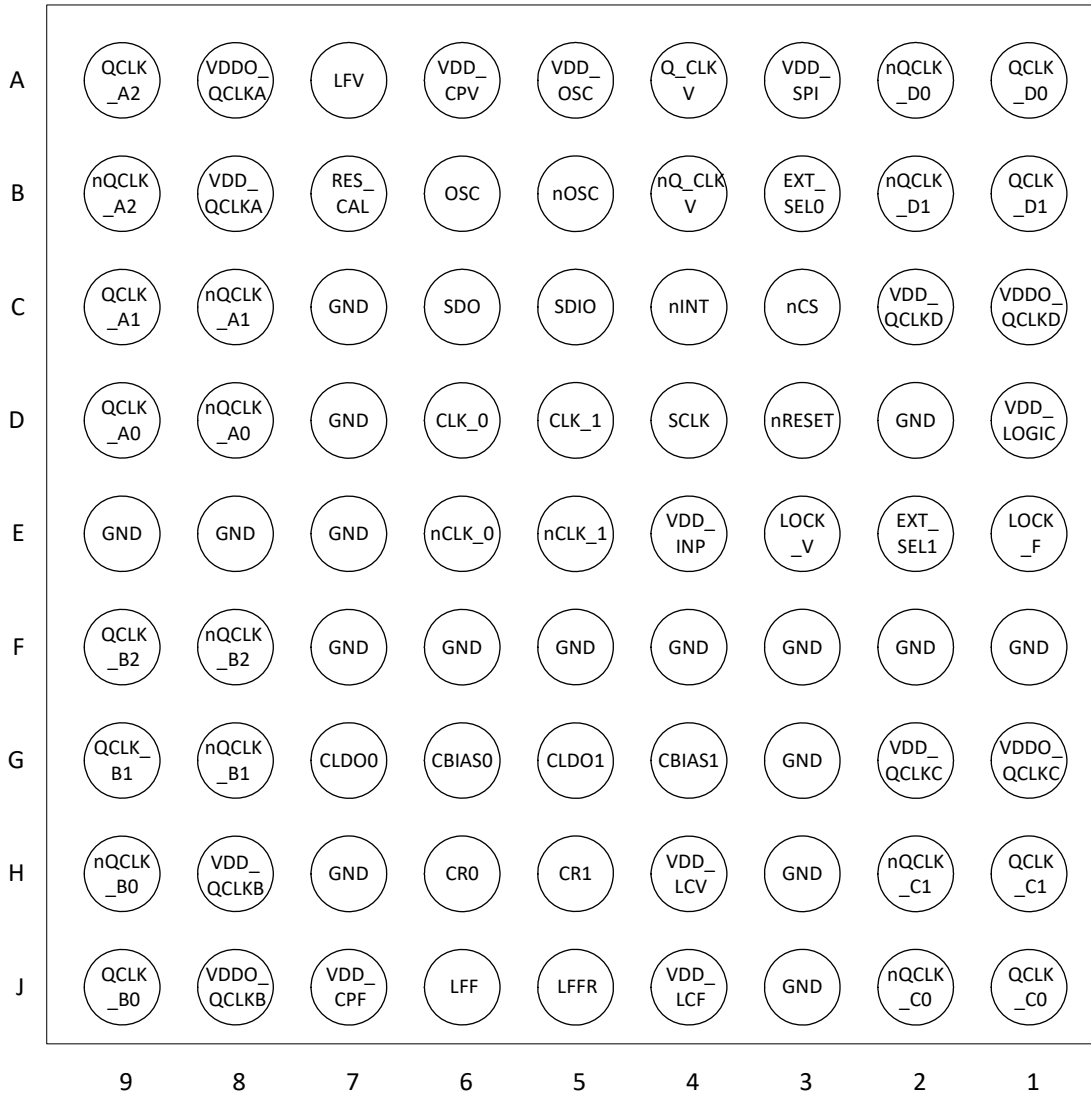 A
QCLK
_A2
VDDO_
QCLKA
LFV
VDD_
CPV
VDD_
OSC
Q_CLK
V
VDD_
SPI
nQCLK
_D0
QCLK
_D0
B
nQCLK
_A2
VDD_
QCLKA
RES_
CAL
OSC
nOSC
nQ_CLK
V
EXT_
SEL0
nQCLK
_D1
QCLK
_D1
C
QCLK
_A1
nQCLK
_A1
GND
SDO
SDIO
nINT
nCS
VDD_
QCLKD
VDDO_
QCLKD
D
QCLK
_A0
nQCLK
_A0
GND
CLK_0
CLK_1
SCLK
nRESET
GND
VDD_
LOGIC
E
GND
GND
GND
nCLK_0
nCLK_1
VDD_
INP
LOCK
_V
EXT_
SEL1
LOCK
_F
F
QCLK
_B2
nQCLK
_B2
GND
GND
GND
GND
GND
GND
GND
G
QCLK_
B1
nQCLK
_B1
CLDO0
CBIAS0
CLDO1
CBIAS1
GND
VDD_
QCLKC
VDDO_
QCLKC
H
nQCLK
_B0
VDD_
QCLKB
GND
CR0
CR1
VDD_
LCV
GND
nQCLK
_C1
QCLK
_C1
J
QCLK
_B0
VDDO_
QCLKB
VDD_
CPF
LFF
LFFR
VDD_
LCF
GND
nQCLK
_C0
QCLK
_C0
9 8 7 6 5 4 3 2 1